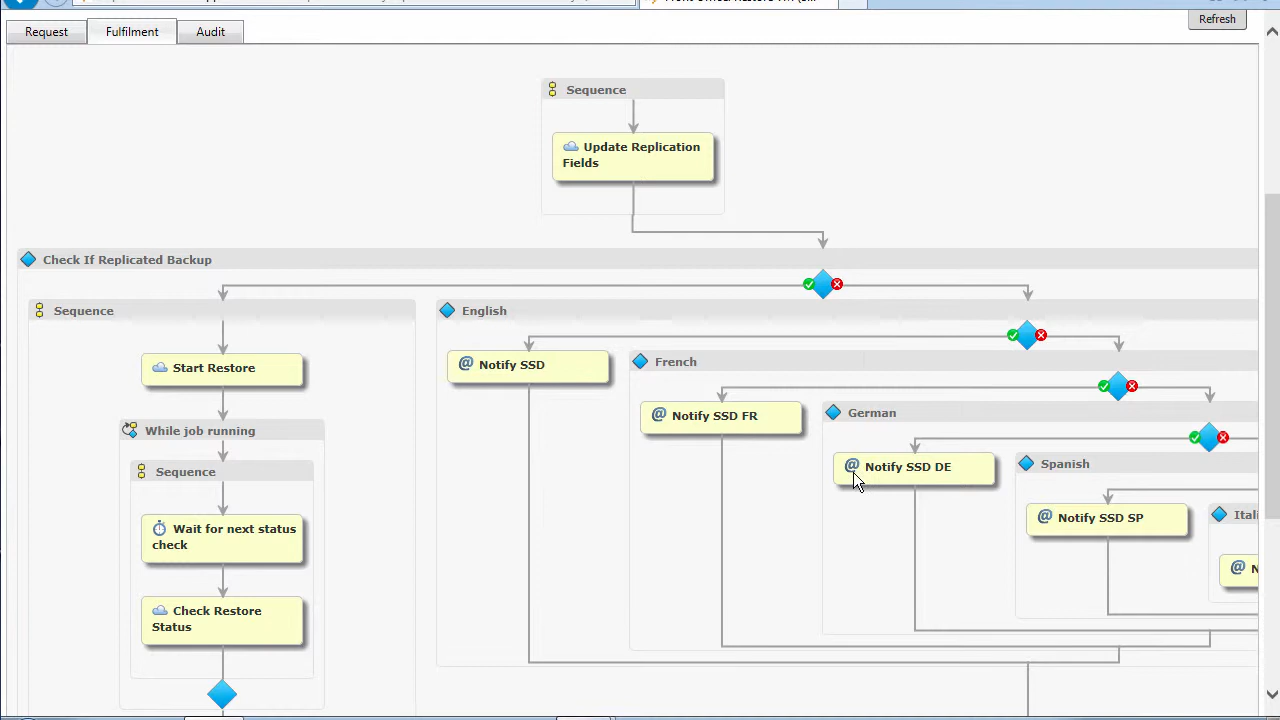 Refresh
Request
Fulfilment
Audit
Sequence
Update Replication
Fields
Check If Replicated Backup
Sequence
English
Start Restore
Notify SSD
French
Notify SSD FR
German
While job running
Sequence
Notify SSD DE
Spanish
Wait for next status
check
Notify SSD SP
Itali
N
Check Restore
Status